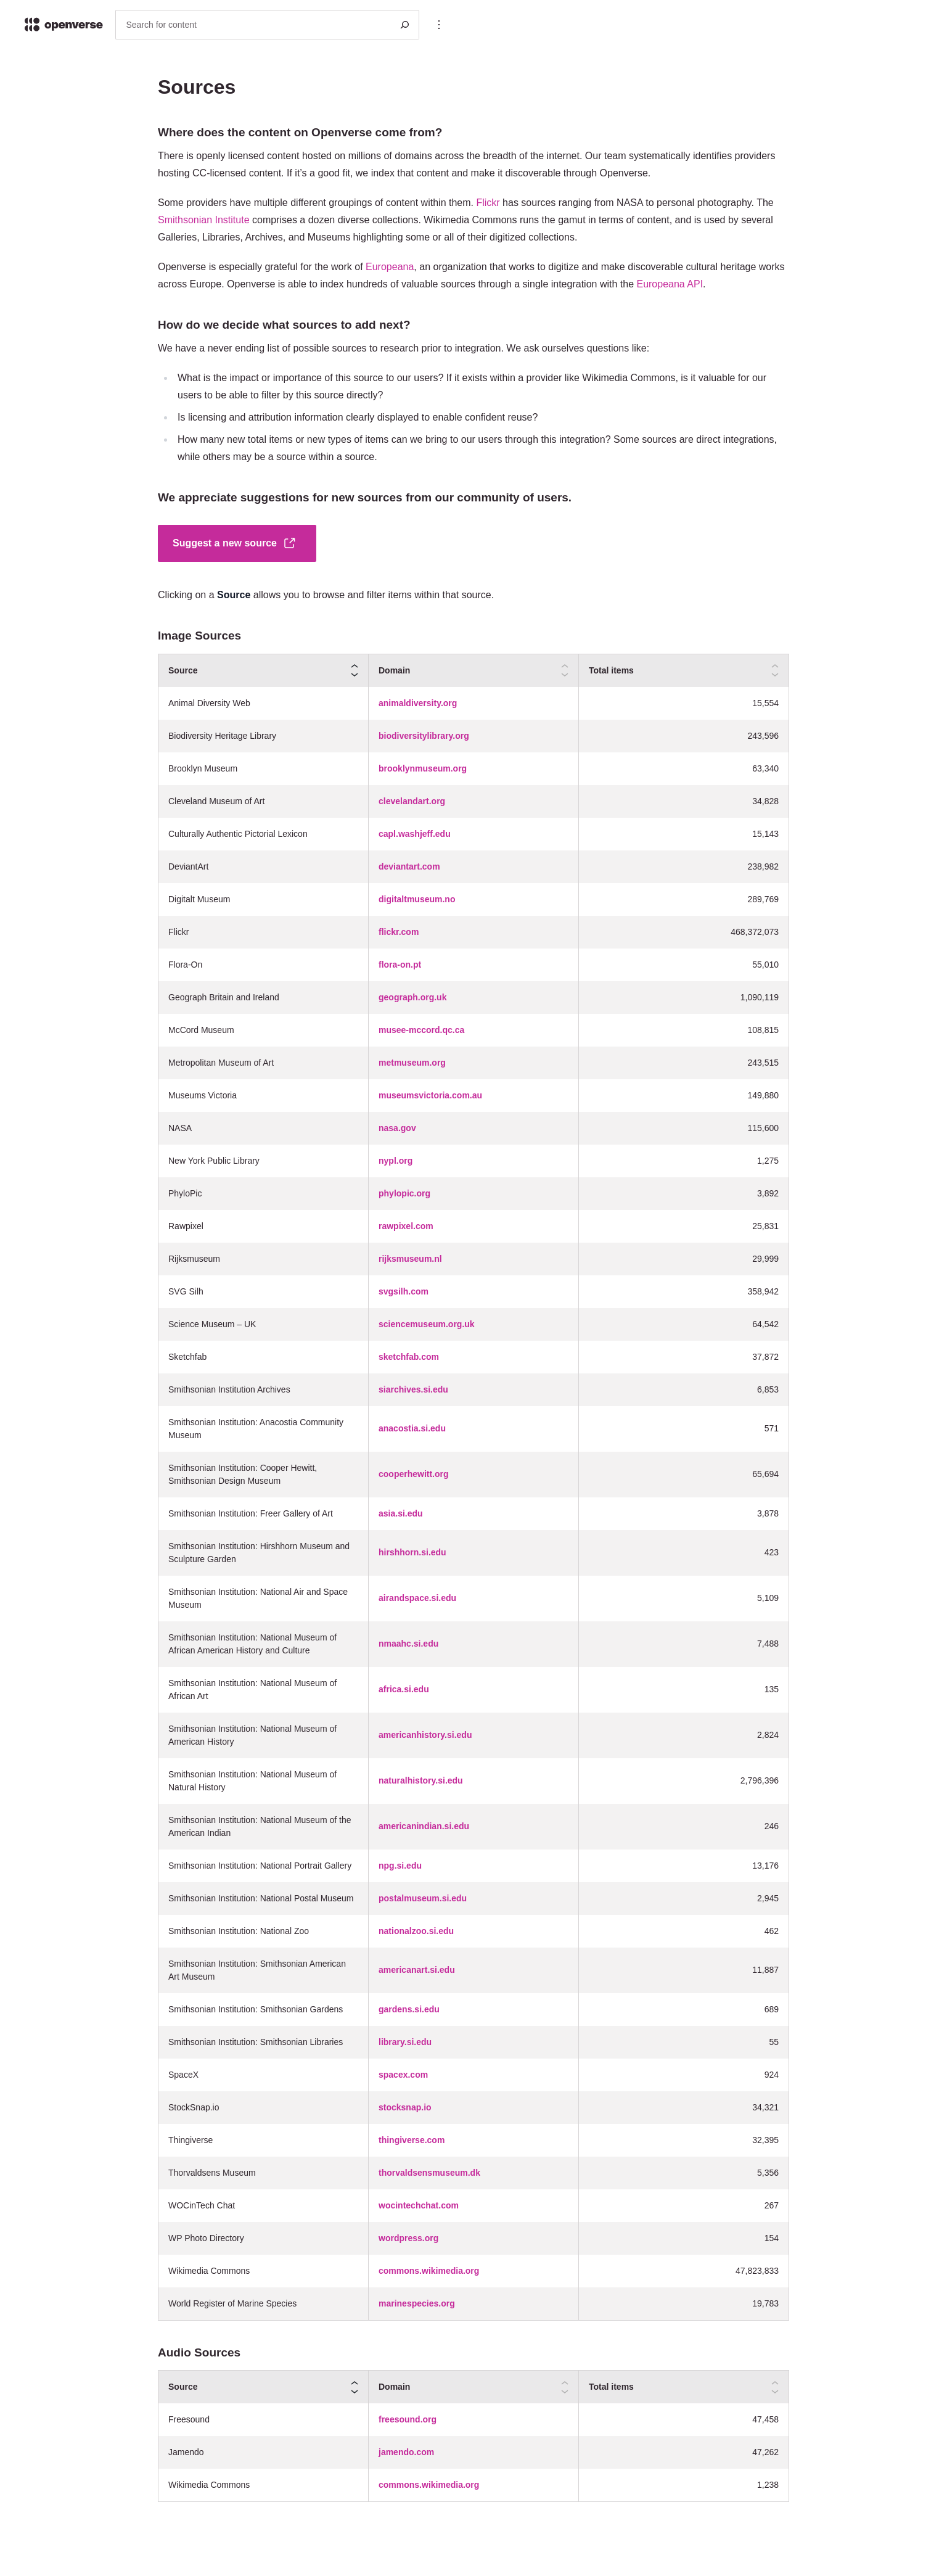 openverse
Search for content
Sources
Where does the content on Openverse come from?
There is openly licensed content hosted on millions of domains across the breadth of the internet. Our team systematically identifies providers
hosting CC-licensed content. If it’s a good fit, we index that content and make it discoverable through Openverse.
Some providers have multiple different groupings of content within them. Flickr has sources ranging from NASA to personal photography. The
Smithsonian Institute comprises a dozen diverse collections. Wikimedia Commons runs the gamut in terms of content, and is used by several
Galleries, Libraries, Archives, and Museums highlighting some or all of their digitized collections.
Openverse is especially grateful for the work of Europeana, an organization that works to digitize and make discoverable cultural heritage works
across Europe. Openverse is able to index hundreds of valuable sources through a single integration with the Europeana API.
How do we decide what sources to add next?
We have a never ending list of possible sources to research prior to integration. We ask ourselves questions like:
What is the impact or importance of this source to our users? If it exists within a provider like Wikimedia Commons, is it valuable for our
users to be able to filter by this source directly?
Is licensing and attribution information clearly displayed to enable confident reuse?
How many new total items or new types of items can we bring to our users through this integration? Some sources are direct integrations,
while others may be a source within a source.
We appreciate suggestions for new sources from our community of users.
Suggest a new source
Clicking on a Source allows you to browse and filter items within that source.
Image Sources
Source Domain Total items
Animal Diversity Web animaldiversity.org 15,554
Biodiversity Heritage Library biodiversitylibrary.org 243,596
Brooklyn Museum brooklynmuseum.org 63,340
Cleveland Museum of Art clevelandart.org 34,828
Culturally Authentic Pictorial Lexicon capl.washjeff.edu 15,143
DeviantArt deviantart.com 238,982
Digitalt Museum digitaltmuseum.no 289,769
Flickr flickr.com 468,372,073
Flora-On flora-on.pt 55,010
Geograph Britain and Ireland geograph.org.uk 1,090,119
McCord Museum musee-mccord.qc.ca 108,815
Metropolitan Museum of Art metmuseum.org 243,515
Museums Victoria museumsvictoria.com.au 149,880
NASA nasa.gov 115,600
New York Public Library nypl.org 1,275
PhyloPic phylopic.org 3,892
Rawpixel rawpixel.com 25,831
Rijksmuseum rijksmuseum.nl 29,999
SVG Silh svgsilh.com 358,942
Science Museum – UK sciencemuseum.org.uk 64,542
Sketchfab sketchfab.com 37,872
Smithsonian Institution Archives siarchives.si.edu 6,853
Smithsonian Institution: Anacostia Community
Museum anacostia.si.edu 571
Smithsonian Institution: Cooper Hewitt,
Smithsonian Design Museum cooperhewitt.org 65,694
Smithsonian Institution: Freer Gallery of Art asia.si.edu 3,878
Smithsonian Institution: Hirshhorn Museum and
Sculpture Garden hirshhorn.si.edu 423
Smithsonian Institution: National Air and Space
Museum airandspace.si.edu 5,109
Smithsonian Institution: National Museum of
African American History and Culture nmaahc.si.edu 7,488
Smithsonian Institution: National Museum of
African Art africa.si.edu 135
Smithsonian Institution: National Museum of
American History americanhistory.si.edu 2,824
Smithsonian Institution: National Museum of
Natural History naturalhistory.si.edu 2,796,396
Smithsonian Institution: National Museum of the
American Indian americanindian.si.edu 246
Smithsonian Institution: National Portrait Gallery npg.si.edu 13,176
Smithsonian Institution: National Postal Museum postalmuseum.si.edu 2,945
Smithsonian Institution: National Zoo nationalzoo.si.edu 462
Smithsonian Institution: Smithsonian American
Art Museum americanart.si.edu 11,887
Smithsonian Institution: Smithsonian Gardens gardens.si.edu 689
Smithsonian Institution: Smithsonian Libraries library.si.edu 55
SpaceX spacex.com 924
StockSnap.io stocksnap.io 34,321
Thingiverse thingiverse.com 32,395
Thorvaldsens Museum thorvaldsensmuseum.dk 5,356
WOCinTech Chat wocintechchat.com 267
WP Photo Directory wordpress.org 154
Wikimedia Commons commons.wikimedia.org 47,823,833
World Register of Marine Species marinespecies.org 19,783
Audio Sources
Source Domain Total items
Freesound freesound.org 47,458
Jamendo jamendo.com 47,262
Wikimedia Commons commons.wikimedia.org 1,238